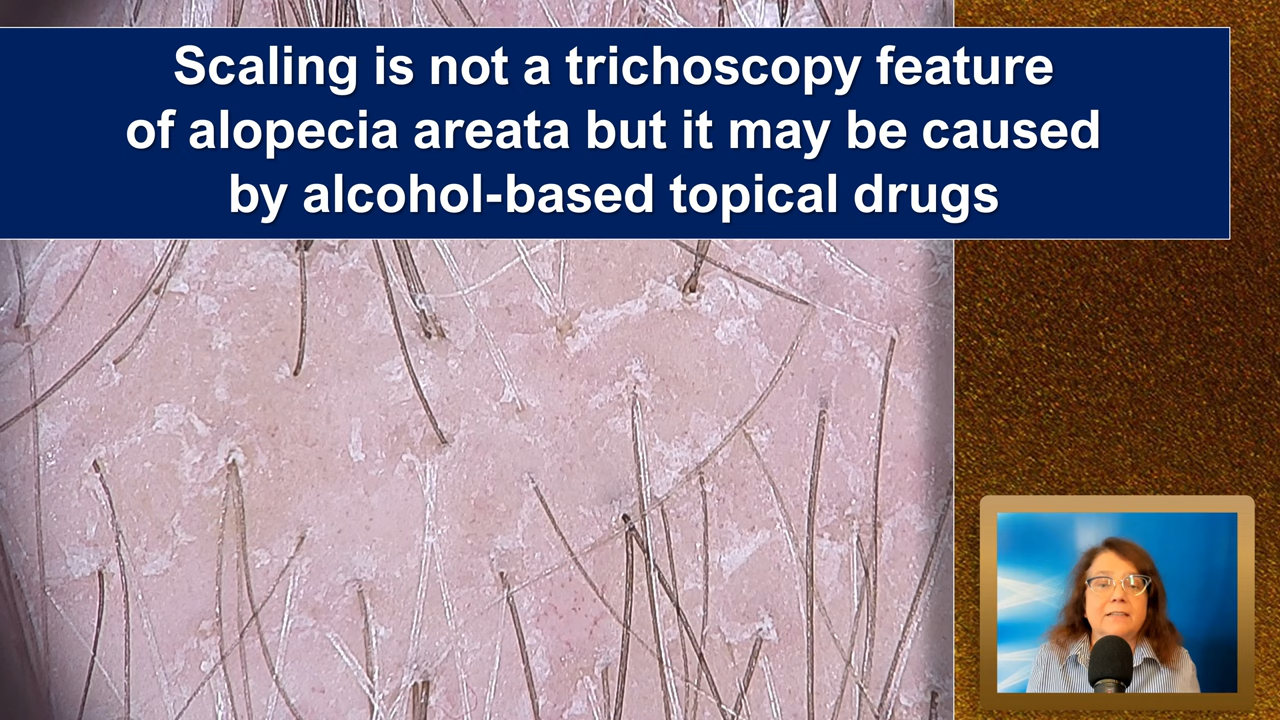 Scaling is not a trichoscopy feature
of alopecia areata but it may be caused
by alcohol-based topical drugs